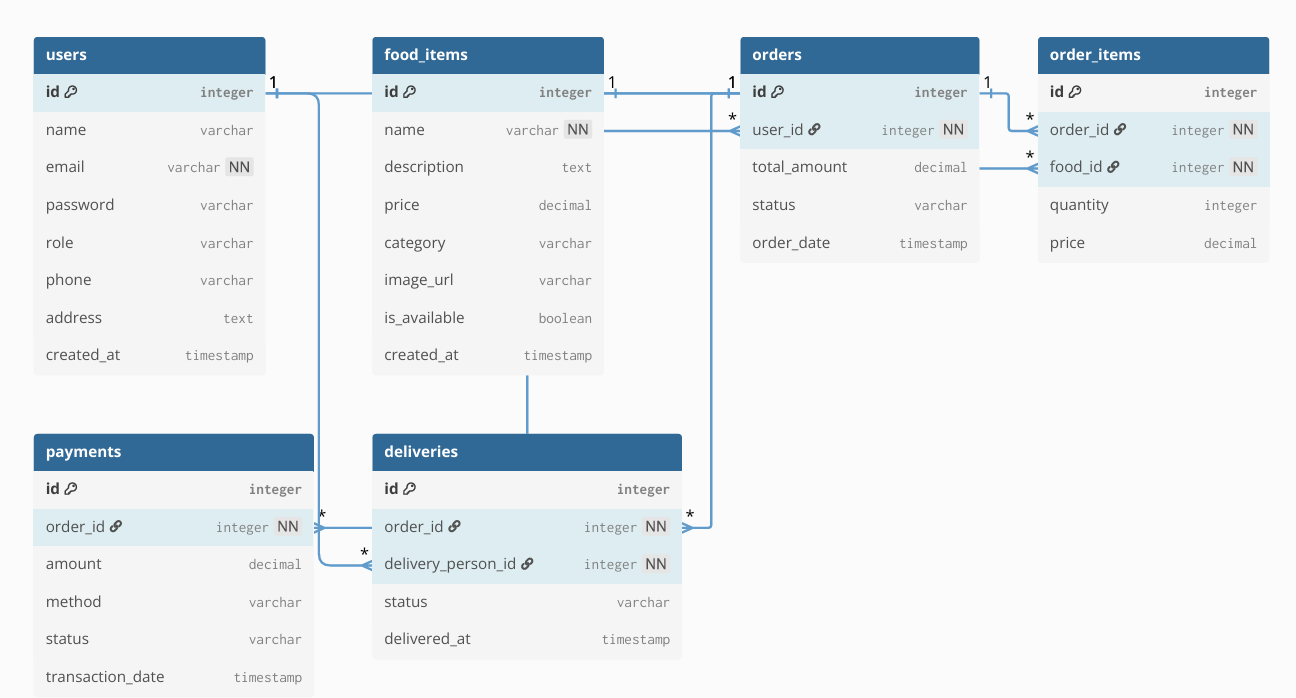 users
id integer
name varchar
email varchar NN
password varchar
role varchar
phone varchar
address text
created_at timestamp
1
food_items
id integer
name varchar NN
description text
price decimal
category varchar
image_url varchar
is_available boolean
created_at timestamp
1
1
*
orders
id integer
user_id integer NN
total_amount decimal
status varchar
order_date timestamp
1
*
*
order_items
id integer
order_id integer NN
food_id integer NN
quantity integer
price decimal
payments
id integer
order_id integer NN
amount decimal
method varchar
status varchar
transaction_date timestamp
*
*
deliveries
id integer
order_id integer NN
delivery_person_id integer NN
status varchar
delivered_at timestamp
*